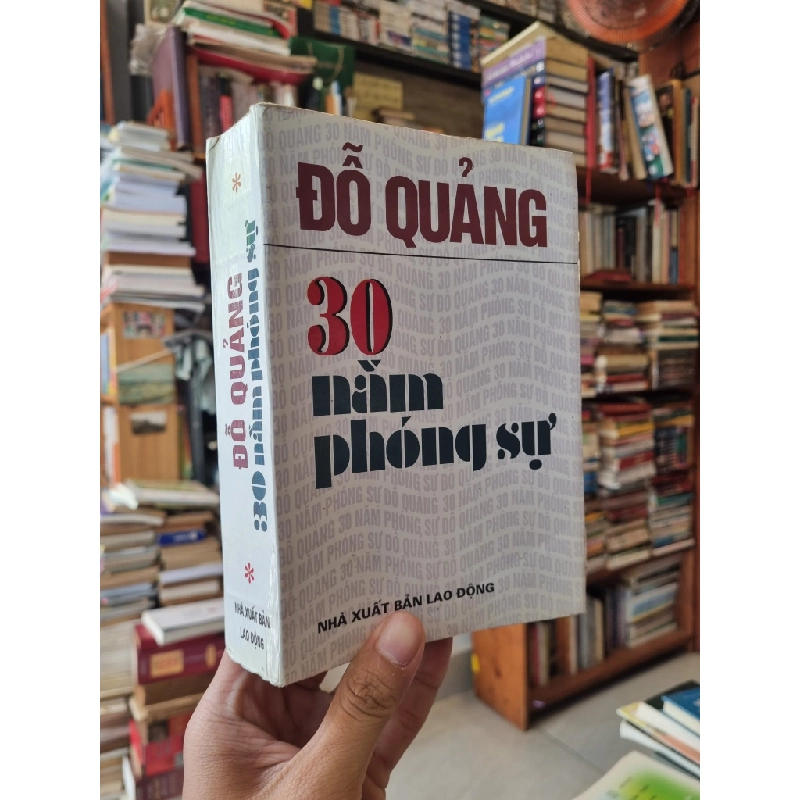 ĐỖ QUẢNG
30
năm
phóng sự
NHÀ XUẤT BẢN LAO ĐỘNG
*
ĐỖ QUẢNG
30 năm phóng sự
*
NHÀ XUẤT BẢN
LAO ĐỘNG